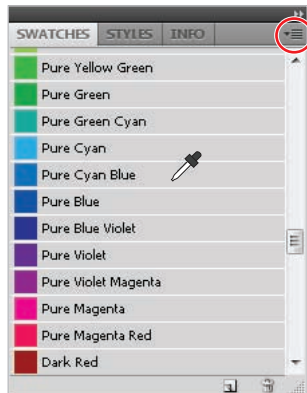 SWATCHES STYLES INFO
Pure Yellow Green
Pure Green
Pure Green Cyan
Pure Cyan
Pure Cyan Blue
Pure Blue
Pure Blue Violet
Pure Violet
Pure Violet Magenta
Pure Magenta
Pure Magenta Red
Dark Red